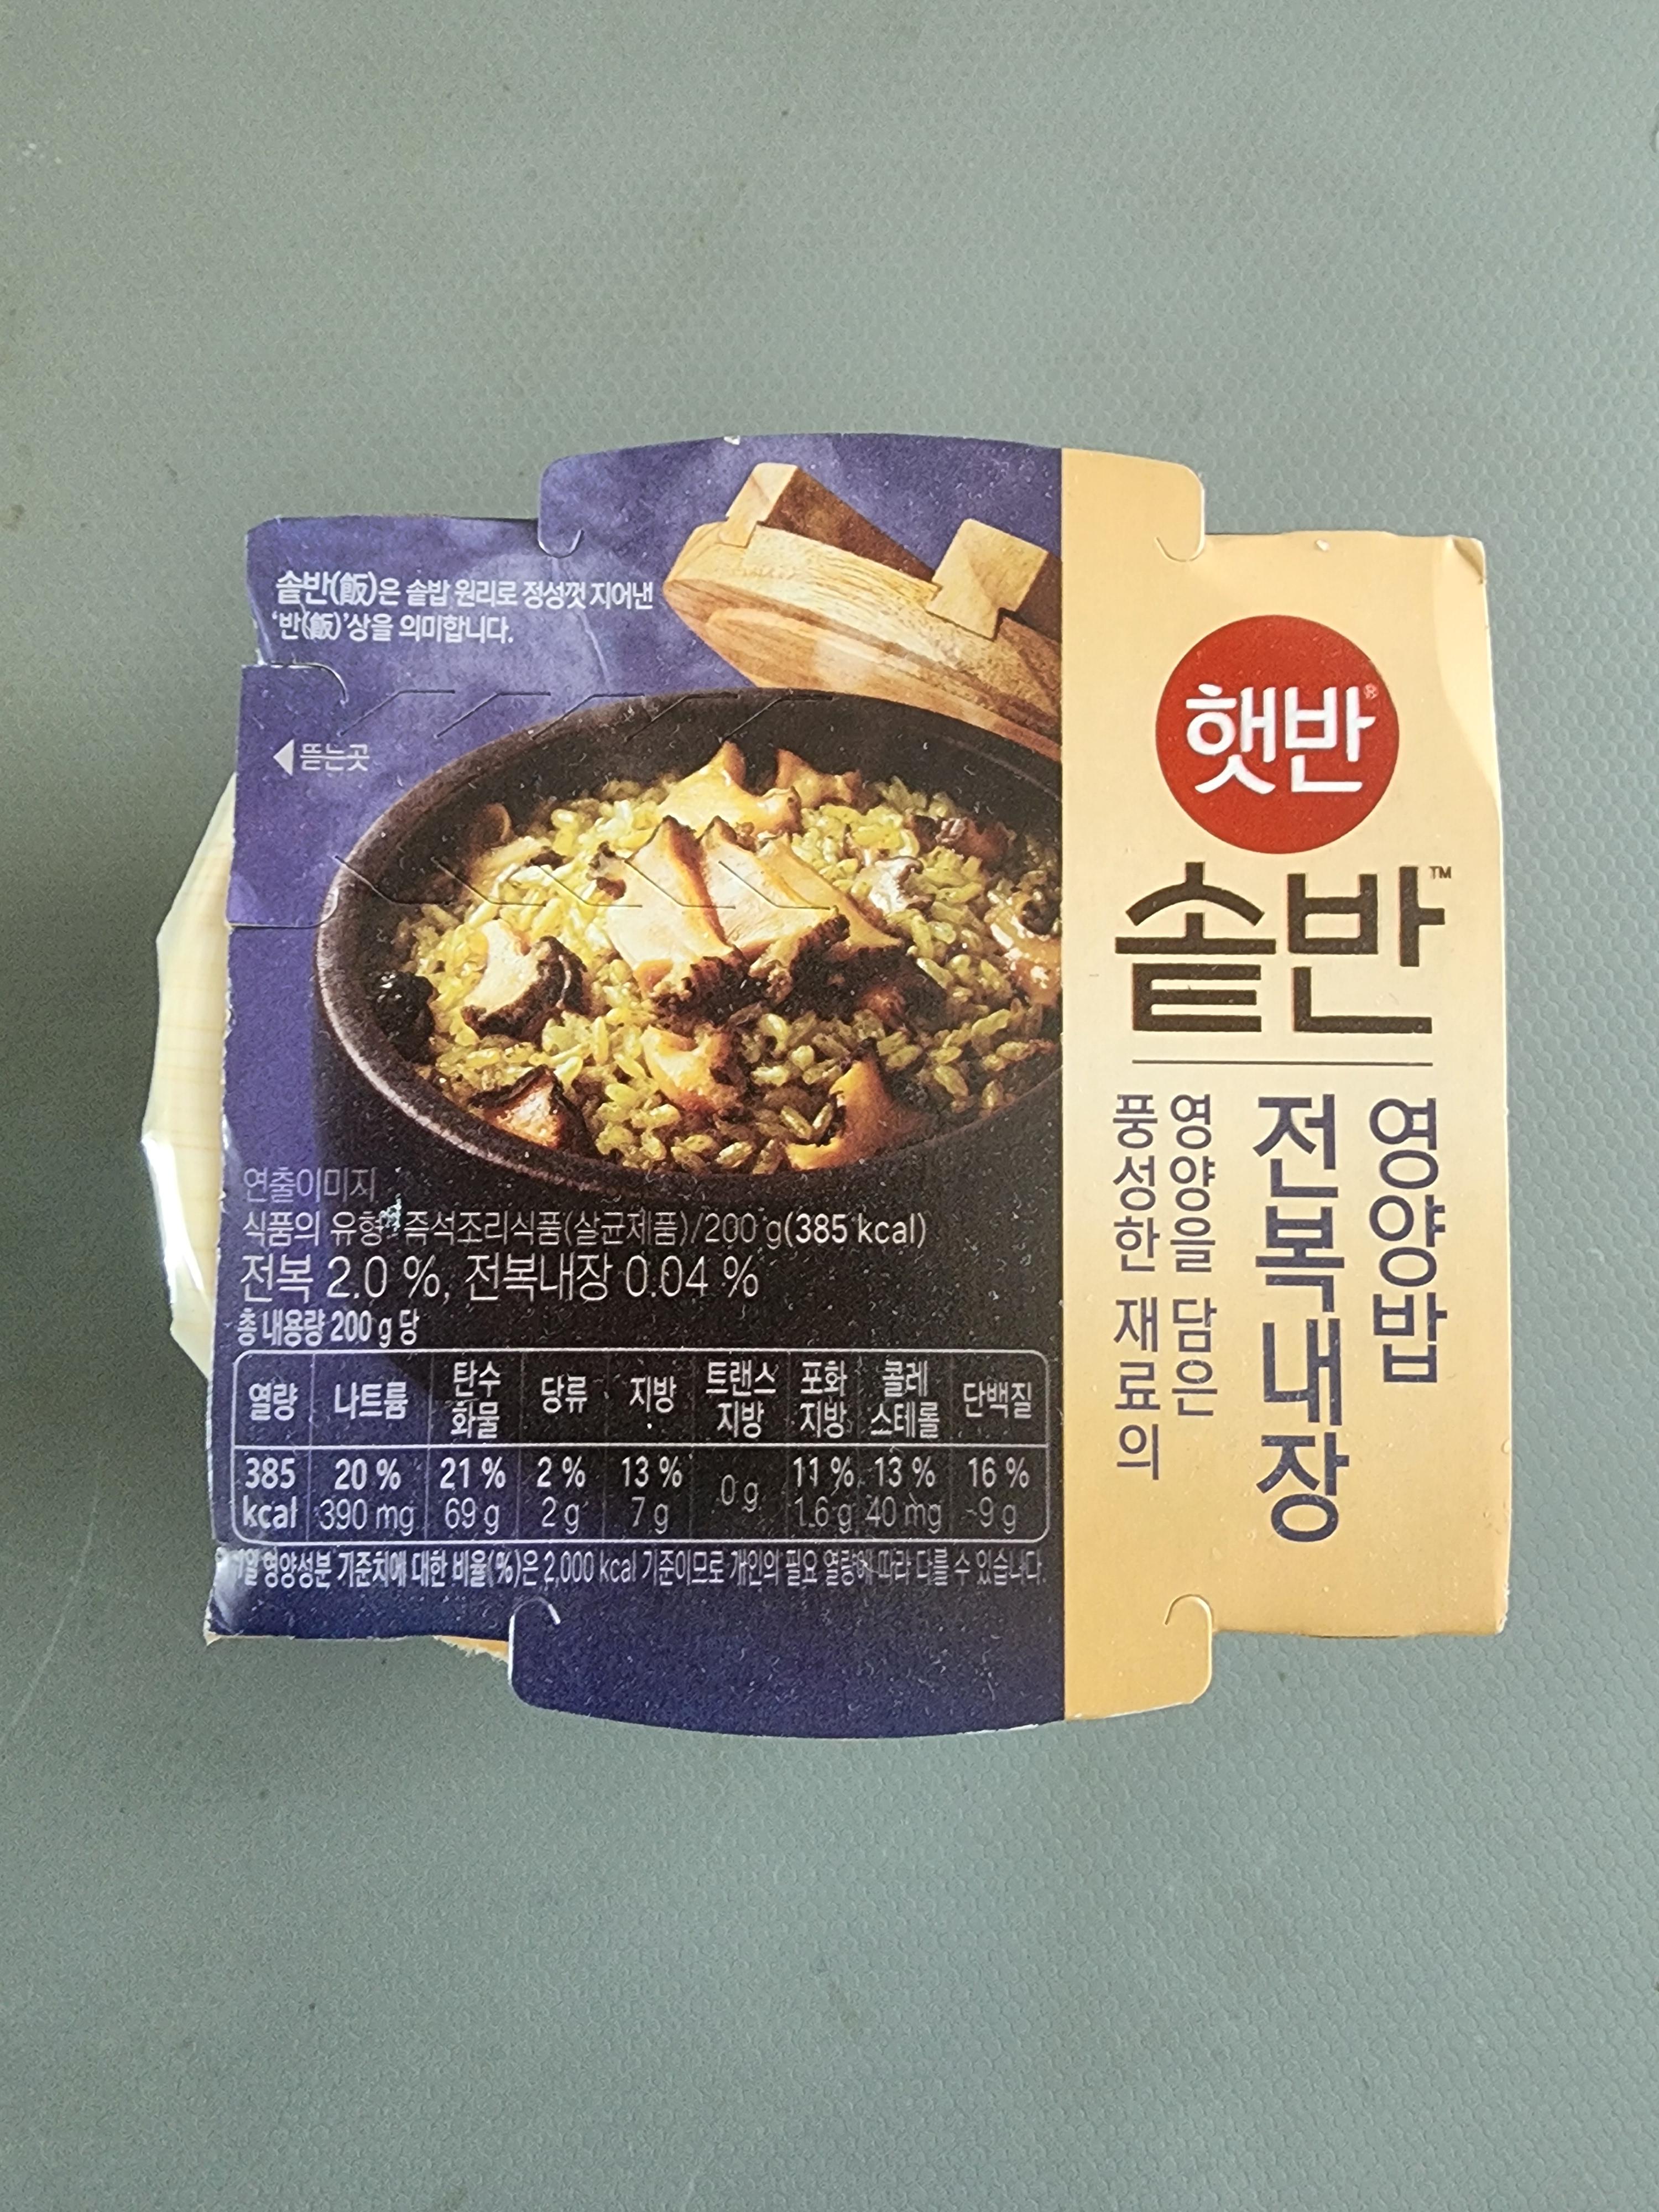 솥반(飯)은 솥밥 원리로 정성껏 지어낸
'반(飯)'상을 의미합니다.
◀뜯는곳
햇반®
솥반™
영양밥
전복내장
영양을 담은
풍성한 재료의
연출이미지
식품의 유형: 즉석조리식품(살균제품)/200 g(385 kcal)
전복 2.0 %, 전복내장 0.04 %
총 내용량 200 g 당
열량 나트륨 탄수화물 당류 지방 트랜스지방 포화지방 콜레스테롤 단백질
385 kcal 20 % 390 mg 21 % 69 g 2 % 2 g 13 % 7 g 0 g 11 % 1.6 g 13 % 40 mg 16 % 9 g
1일 영양성분 기준치에 대한 비율(%)은 2,000 kcal 기준이므로 개인의 필요 열량에 따라 다를 수 있습니다.